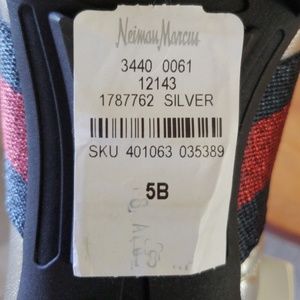 Neiman Marcus
3440 0061
12143
1787762 SILVER
SKU 401063 035389
5B